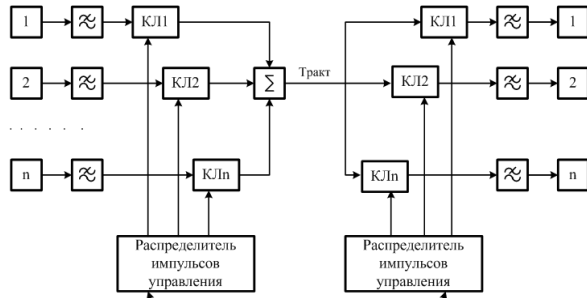 1 КЛ1 КЛ1 1
2 КЛ2 Σ Тракт КЛ2 2
. . . . . .
n КЛn КЛn n
Распределитель импульсов управления
Распределитель импульсов управления